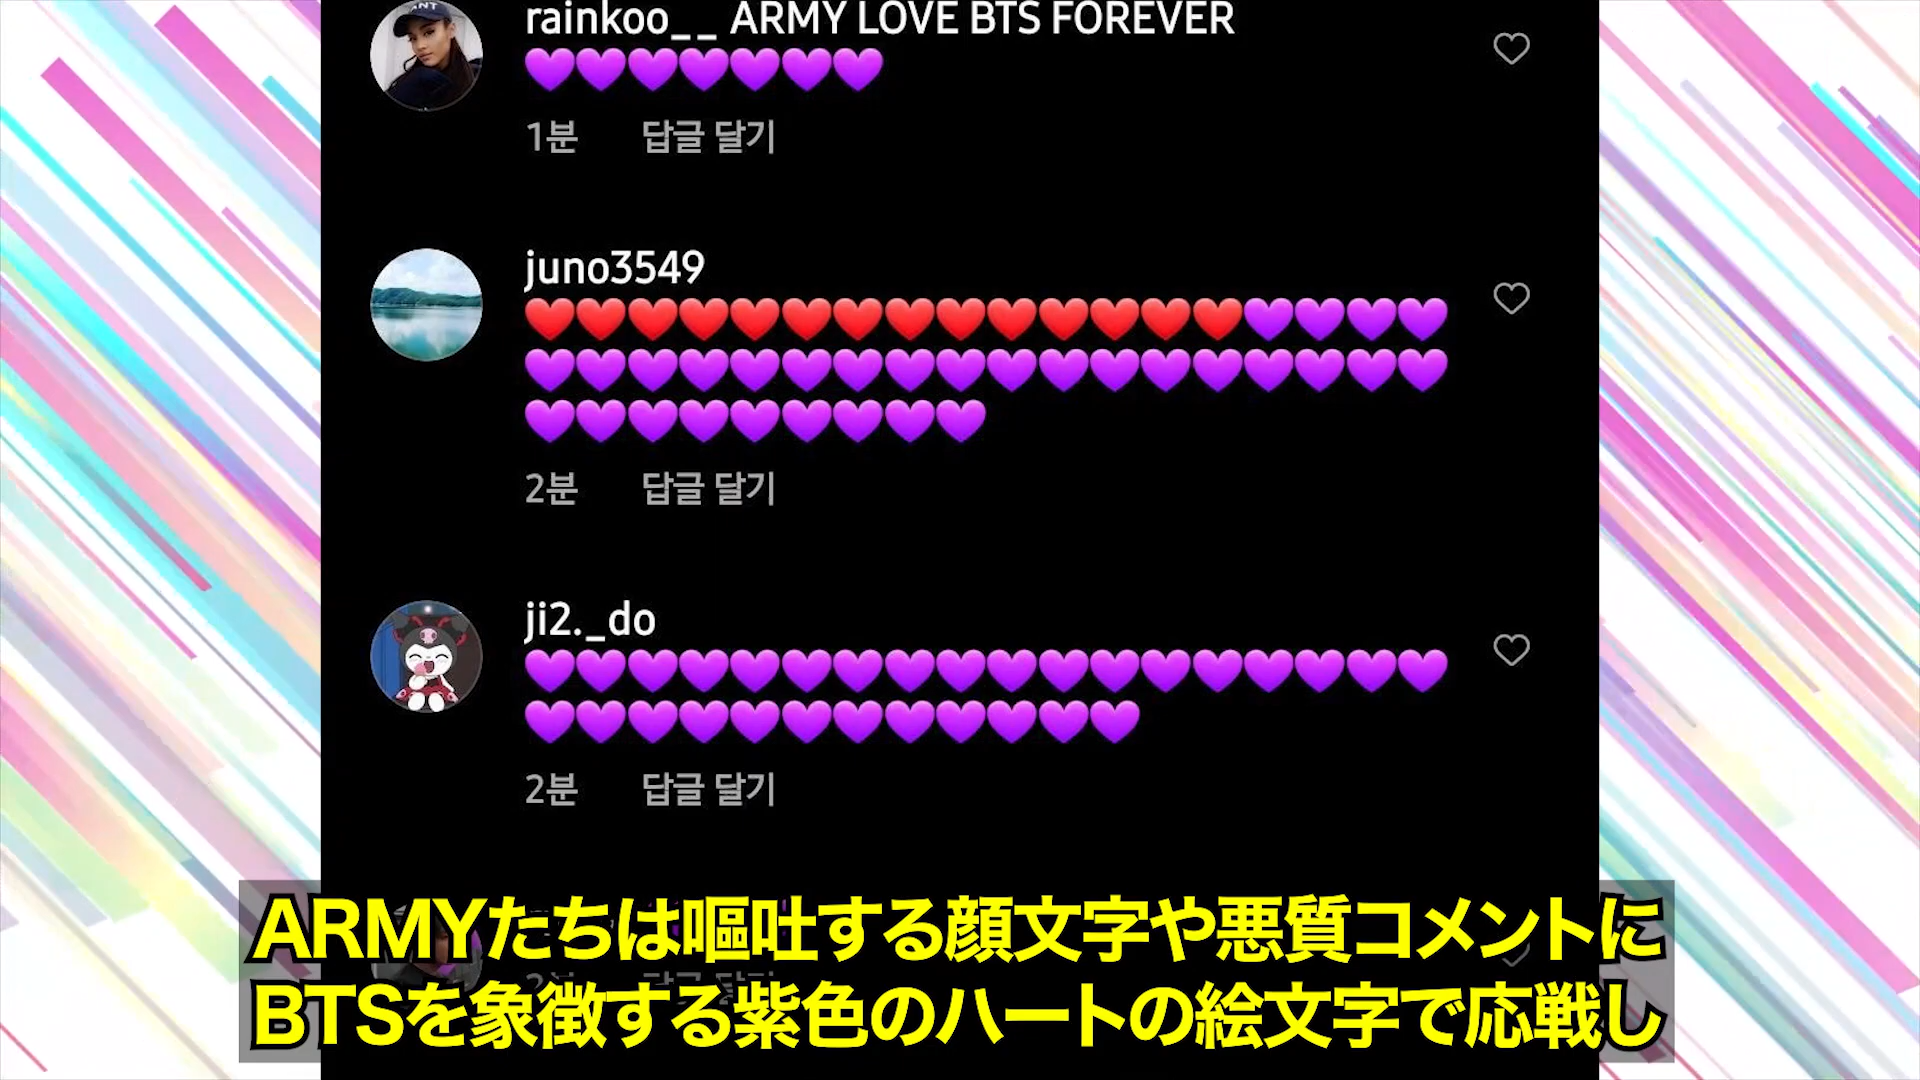 rainkoo__ ARMY LOVE BTS FOREVER
💜💜💜💜💜💜💜
1분 답글 달기
juno3549
❤️❤️❤️❤️❤️❤️❤️❤️❤️❤️❤️❤️❤️❤️💜💜💜💜
💜💜💜💜💜💜💜💜💜💜💜💜💜💜💜💜💜💜
💜💜💜💜💜💜💜💜💜
2분 답글 달기
ji2._do
💜💜💜💜💜💜💜💜💜💜💜💜💜💜💜💜💜💜
💜💜💜💜💜💜💜💜💜💜💜💜
2분 답글 달기
ARMYたちは嘔吐する顔文字や悪質コメントに
BTSを象徴する紫色のハートの絵文字で応戦し